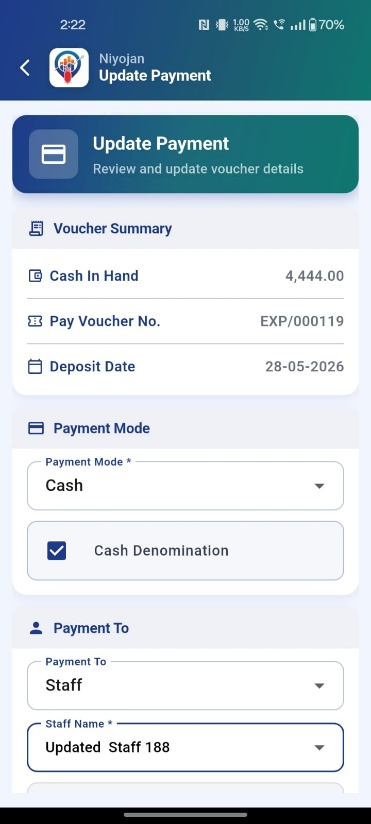 2:22
1.00
KB/S
70%
Niyojan
Update Payment
Update Payment
Review and update voucher details
Voucher Summary
Cash In Hand 4,444.00
Pay Voucher No. EXP/000119
Deposit Date 28-05-2026
Payment Mode
Payment Mode *
Cash
Cash Denomination
Payment To
Payment To
Staff
Staff Name *
Updated  Staff 188